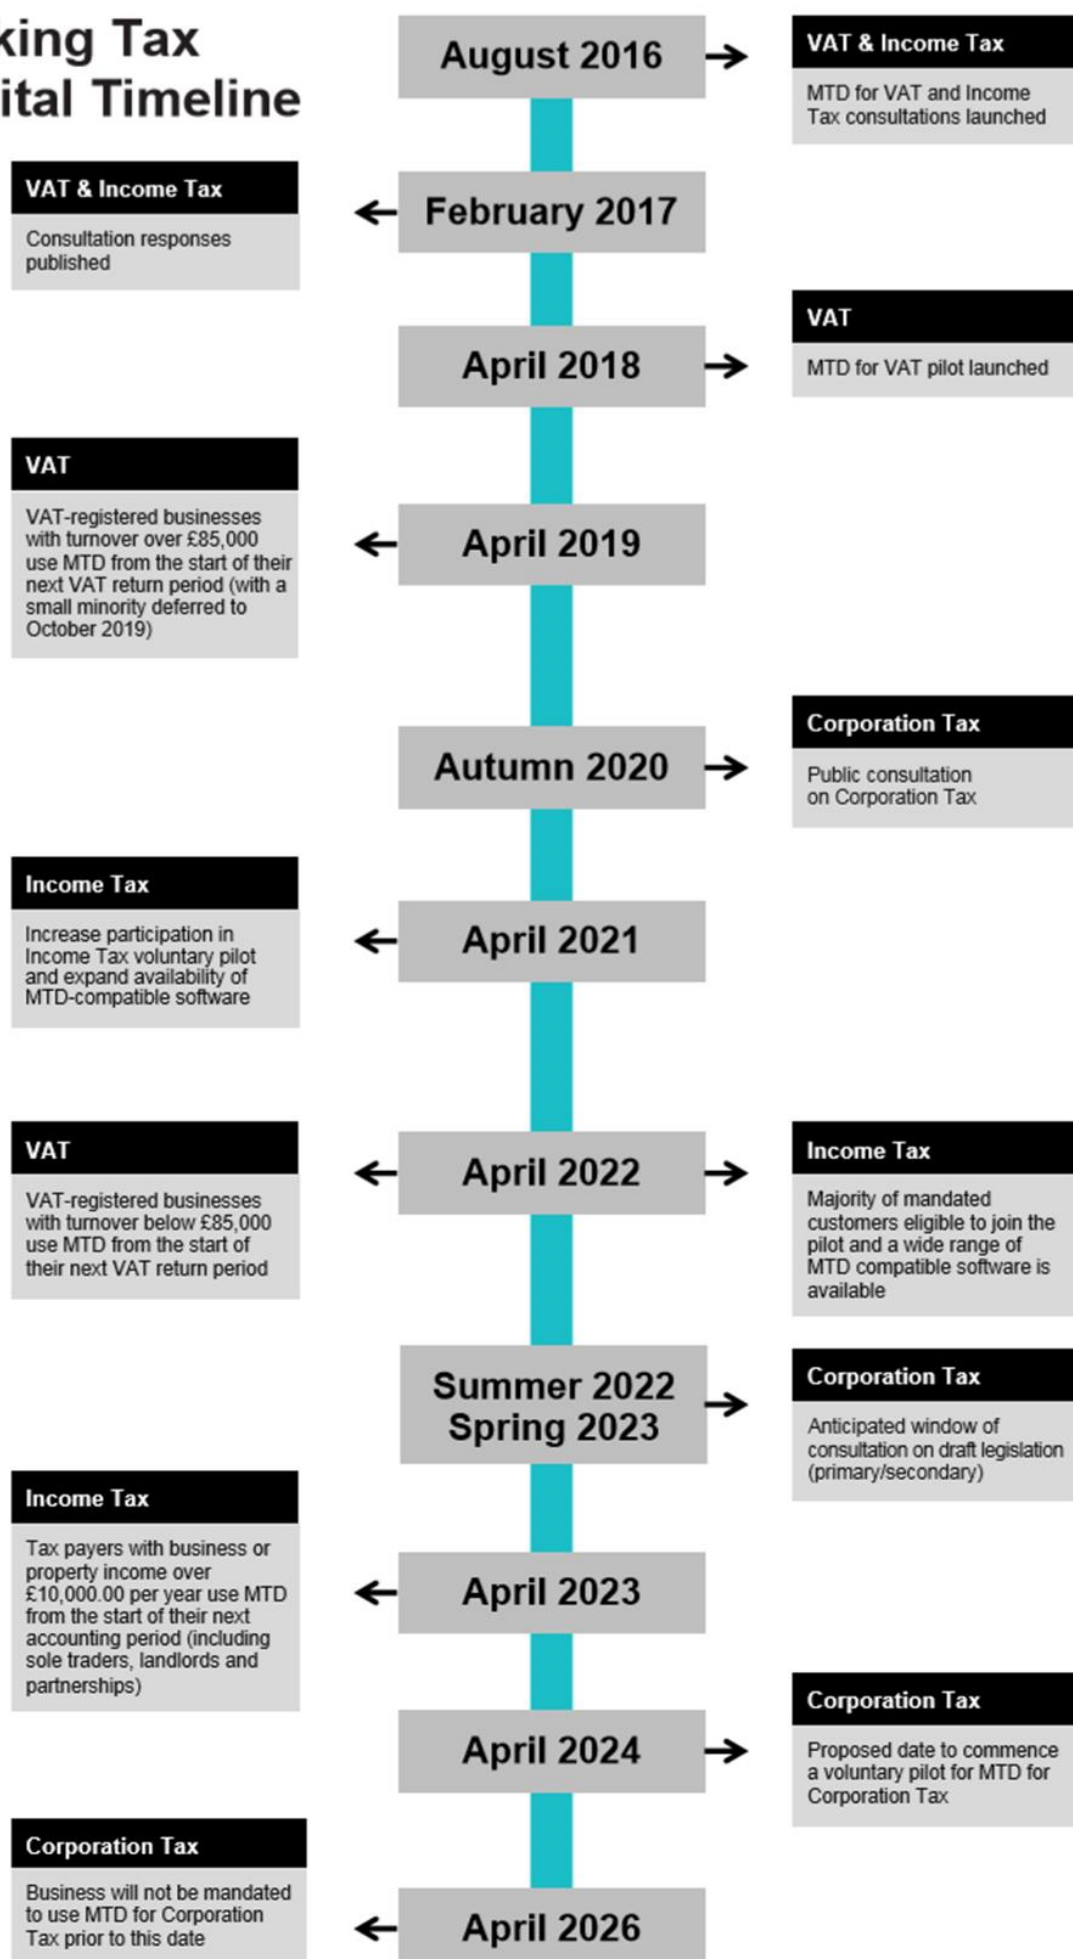 king Tax
ital Timeline
August 2016
VAT & Income Tax
MTD for VAT and Income
Tax consultations launched
VAT & Income Tax
Consultation responses
published
February 2017
April 2018
VAT
MTD for VAT pilot launched
VAT
VAT-registered businesses
with turnover over £85,000
use MTD from the start of their
next VAT return period (with a
small minority deferred to
October 2019)
April 2019
Autumn 2020
Corporation Tax
Public consultation
on Corporation Tax
Income Tax
Increase participation in
Income Tax voluntary pilot
and expand availability of
MTD-compatible software
April 2021
VAT
VAT-registered businesses
with turnover below £85,000
use MTD from the start of
their next VAT return period
April 2022
Income Tax
Majority of mandated
customers eligible to join the
pilot and a wide range of
MTD compatible software is
available
Summer 2022
Spring 2023
Corporation Tax
Anticipated window of
consultation on draft legislation
(primary/secondary)
Income Tax
Tax payers with business or
property income over
£10,000.00 per year use MTD
from the start of their next
accounting period (including
sole traders, landlords and
partnerships)
April 2023
April 2024
Corporation Tax
Proposed date to commence
a voluntary pilot for MTD for
Corporation Tax
Corporation Tax
Business will not be mandated
to use MTD for Corporation
Tax prior to this date
April 2026